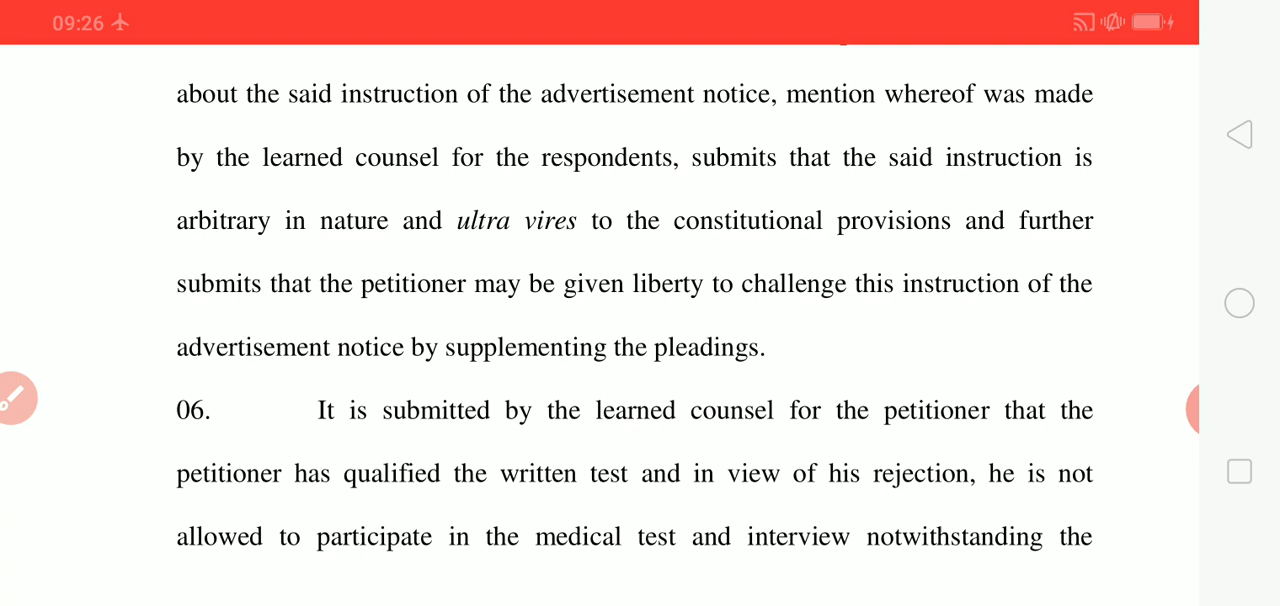 09:26
about the said instruction of the advertisement notice, mention whereof was made
by the learned counsel for the respondents, submits that the said instruction is
arbitrary in nature and ultra vires to the constitutional provisions and further
submits that the petitioner may be given liberty to challenge this instruction of the
advertisement notice by supplementing the pleadings.
06. It is submitted by the learned counsel for the petitioner that the
petitioner has qualified the written test and in view of his rejection, he is not
allowed to participate in the medical test and interview notwithstanding the